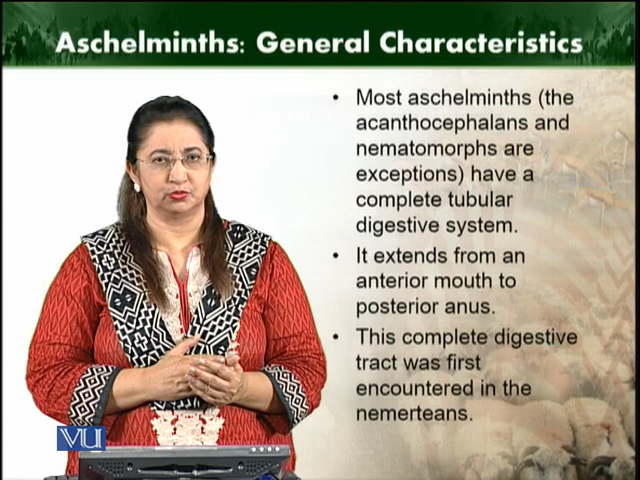 Aschelminths: General Characteristics
• Most aschelminths (the
acanthocephalans and
nematomorphs are
exceptions) have a
complete tubular
digestive system.
• It extends from an
anterior mouth to
posterior anus.
• This complete digestive
tract was first
encountered in the
nemerteans.
VU